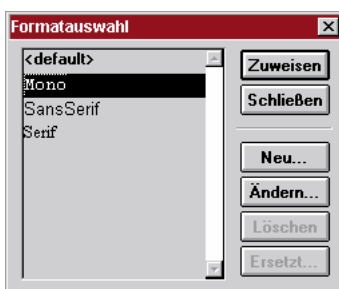 Formatauswahl
<default>
Mono
SansSerif
Serif
Zuweisen
Schließen
Neu...
Ändern...
Löschen
Ersetzt...